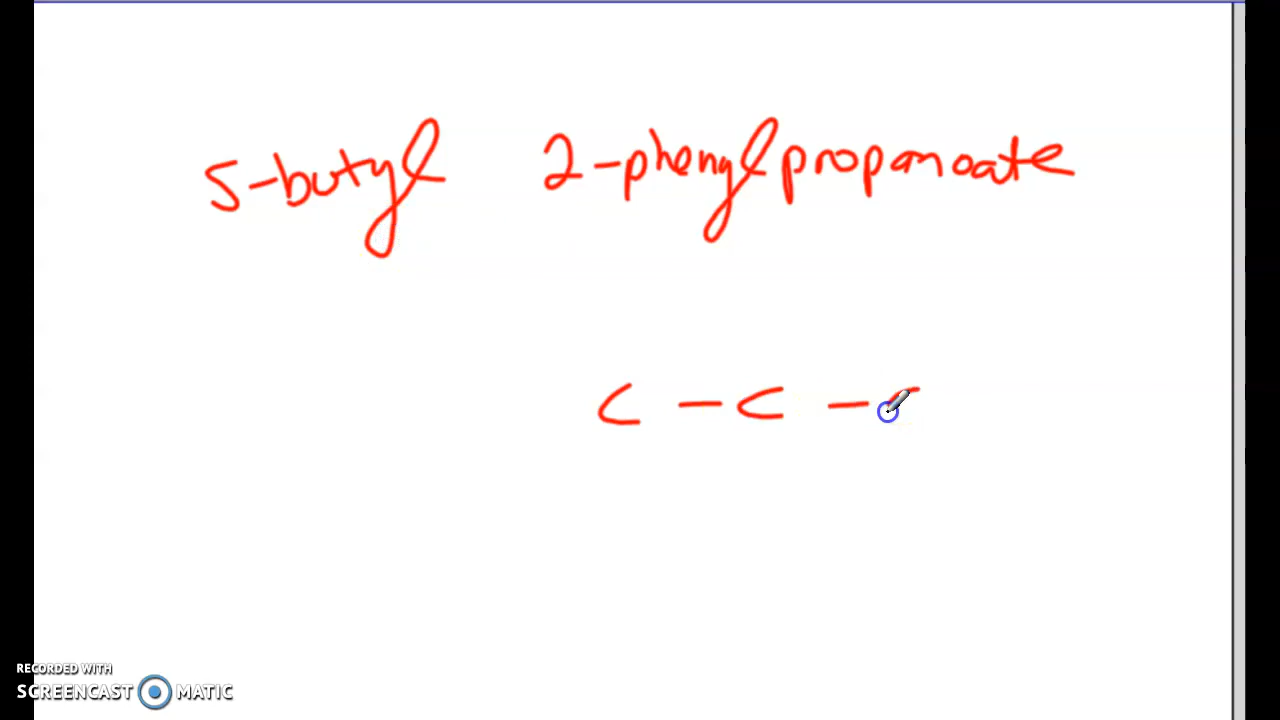 s-butyl 2-phenylpropanoate
C - C - C
RECORDED WITH
SCREENCAST MATIC